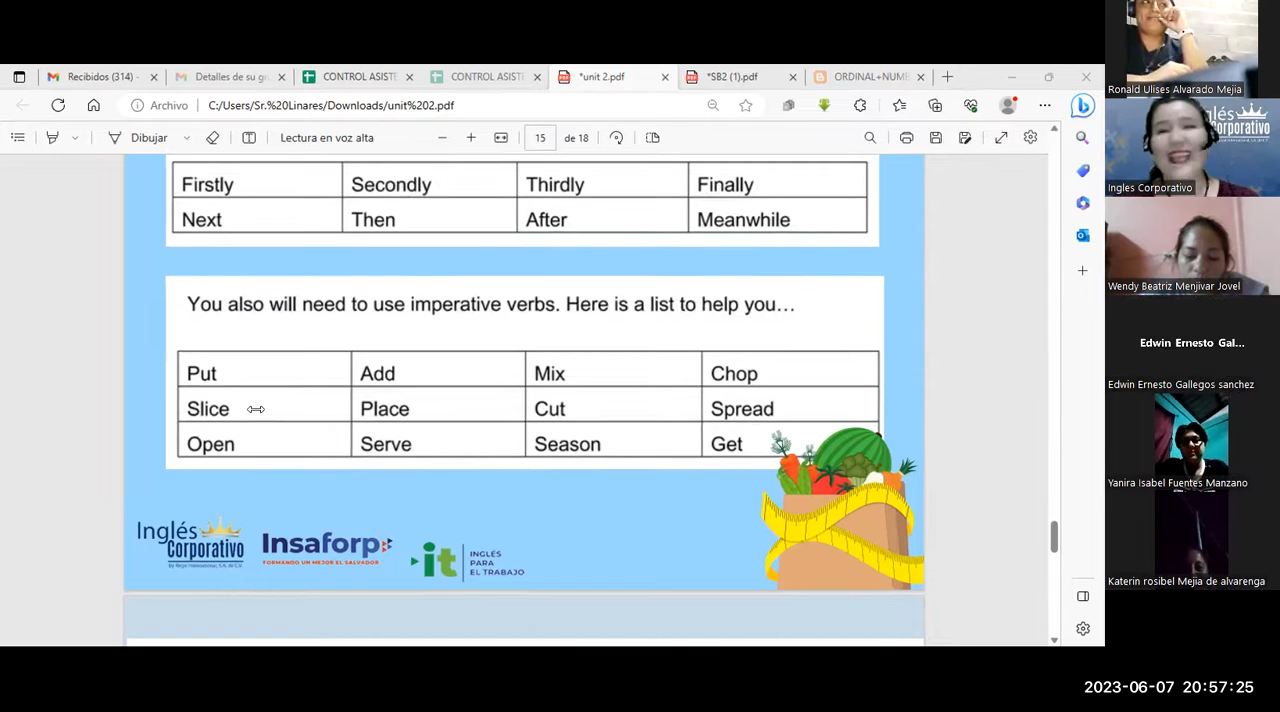 Recibidos (314) -
Detalles de su gr
CONTROL ASISTE
CONTROL ASISTE
*unit 2.pdf
*SB2 (1).pdf
ORDINAL+NUME
Archivo
C:/Users/Sr.%20Linares/Downloads/unit%202.pdf
Dibujar
Lectura en voz alta
15
de 18
Firstly
Secondly
Thirdly
Finally
Next
Then
After
Meanwhile
You also will need to use imperative verbs. Here is a list to help you…
Put
Add
Mix
Chop
Slice
Place
Cut
Spread
Open
Serve
Season
Get
Inglés
Corporativo
Insaforp
FORMANDO UN MEJOR EL SALVADOR
it
INGLÉS
PARA
EL TRABAJO
Ronald Ulises Alvarado Mejia
Ingles Corporativo
Wendy Beatriz Menjivar Jovel
Edwin Ernesto Gal...
Edwin Ernesto Gallegos sanchez
Yanira Isabel Fuentes Manzano
Katerin rosibel Mejia de alvarenga
2023-06-07 20:57:25